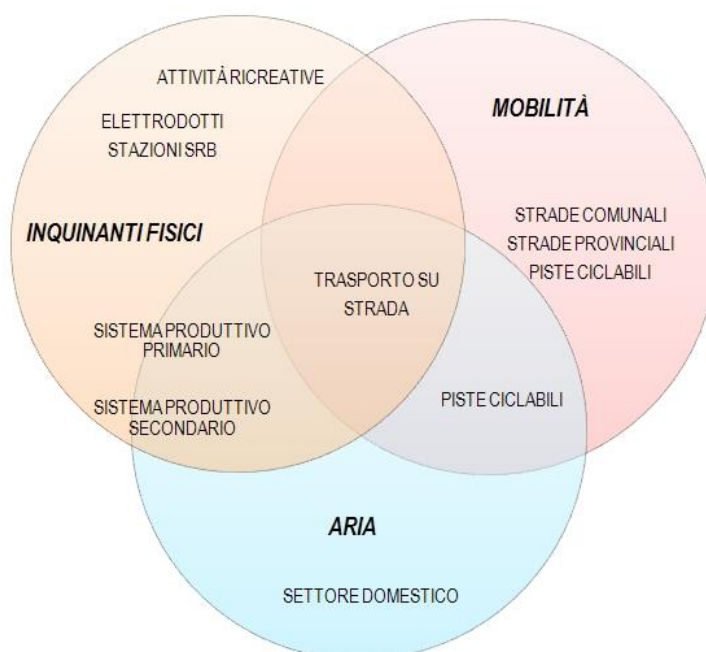 ATTIVITÀ RICREATIVE
ELETTRODOTTI
STAZIONI SRB
INQUINANTI FISICI
MOBILITÀ
STRADE COMUNALI
STRADE PROVINCIALI
PISTE CICLABILI
TRASPORTO SU
STRADA
SISTEMA PRODUTTIVO
PRIMARIO
SISTEMA PRODUTTIVO
SECONDARIO
PISTE CICLABILI
ARIA
SETTORE DOMESTICO